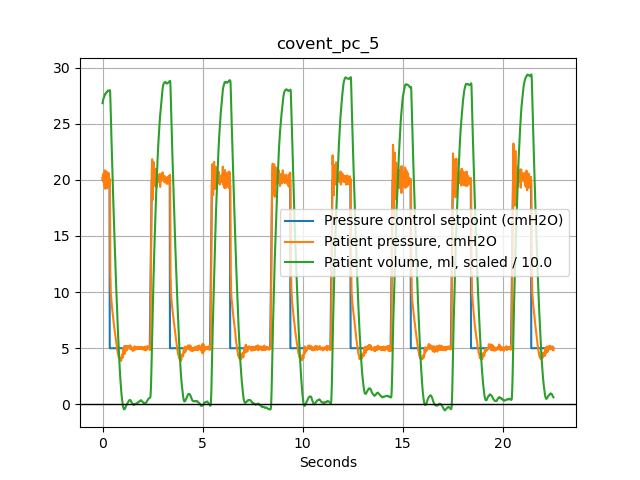 covent_pc_5
30
25
20
15
10
5
0
Pressure control setpoint (cmH2O)
Patient pressure, cmH2O
Patient volume, ml, scaled / 10.0
0 5 10 15 20
Seconds